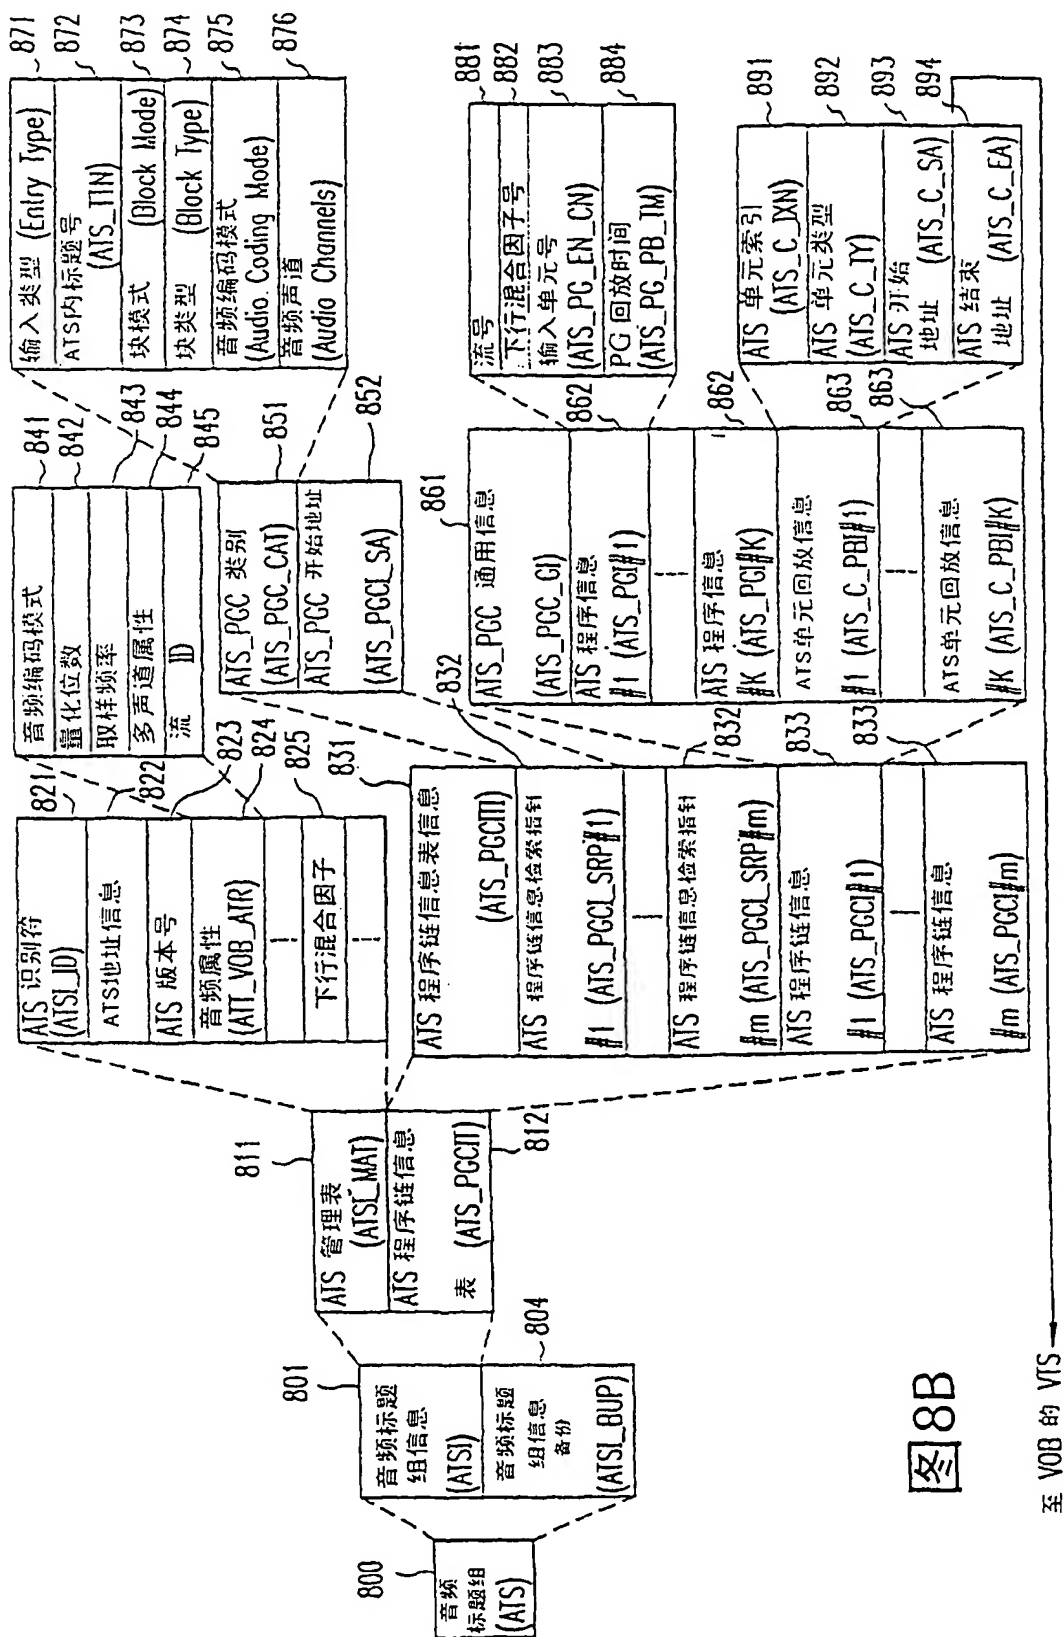 800
音频
标题组
(ATS)
801
音频标题
组信息
(ATSI)
音频标题
组信息
备份
(ATSI_BUP)
804
811
ATS 管理表
(ATSI_MAT)
ATS 程序链信息
表 (ATS_PGCIT)
812
ATS 识别符
(ATSI_ID)
ATS地址信息
ATS 版本号
音频属性
(ATT_VOB_ATR)
下行混合因子
821
822
823
824
825
音频编码模式
量化位数
取样频率
多声道属性
流 ID
841
842
843
844
845
831
ATS 程序链信息表信息
(ATS_PGCITI)
ATS 程序链信息检索指针
#1 (ATS_PGCI_SRP#1)
ATS 程序链信息检索指针
#m (ATS_PGCI_SRP#m)
ATS 程序链信息
#1 (ATS_PGCI#1)
ATS 程序链信息
#m (ATS_PGCI#m)
832
832
833
833
ATS_PGC 类别
(ATS_PGC_CAT)
ATS_PGC 开始地址
(ATS_PGCI_SA)
851
852
输入类型 (Entry Type)
ATS内标题号
(ATS_TTN)
块模式 (Block Mode)
块类型 (Block Type)
音频编码模式
(Audio Coding Mode)
音频声道
(Audio Channels)
871
872
873
874
875
876
861
ATS_PGC 通用信息
(ATS_PGC_GI)
ATS 程序信息
#1 (ATS_PGI#1)
ATS 程序信息
#K (ATS_PGI#K)
ATS单元回放信息
#1 (ATS_C_PBI#1)
ATS单元回放信息
#K (ATS_C_PBI#K)
862
862
863
863
流号
下行混合因子号
输入单元号
(ATS_PG_EN_CN)
PG 回放时间
(ATS_PG_PB_TM)
881
882
883
884
ATS 单元索引
(ATS_C_IXN)
ATS 单元类型
(ATS_C_TY)
ATS 开始
地址 (ATS_C_SA)
ATS 结束
地址 (ATS_C_EA)
891
892
893
894
至 VOB 的 VTS
图8B